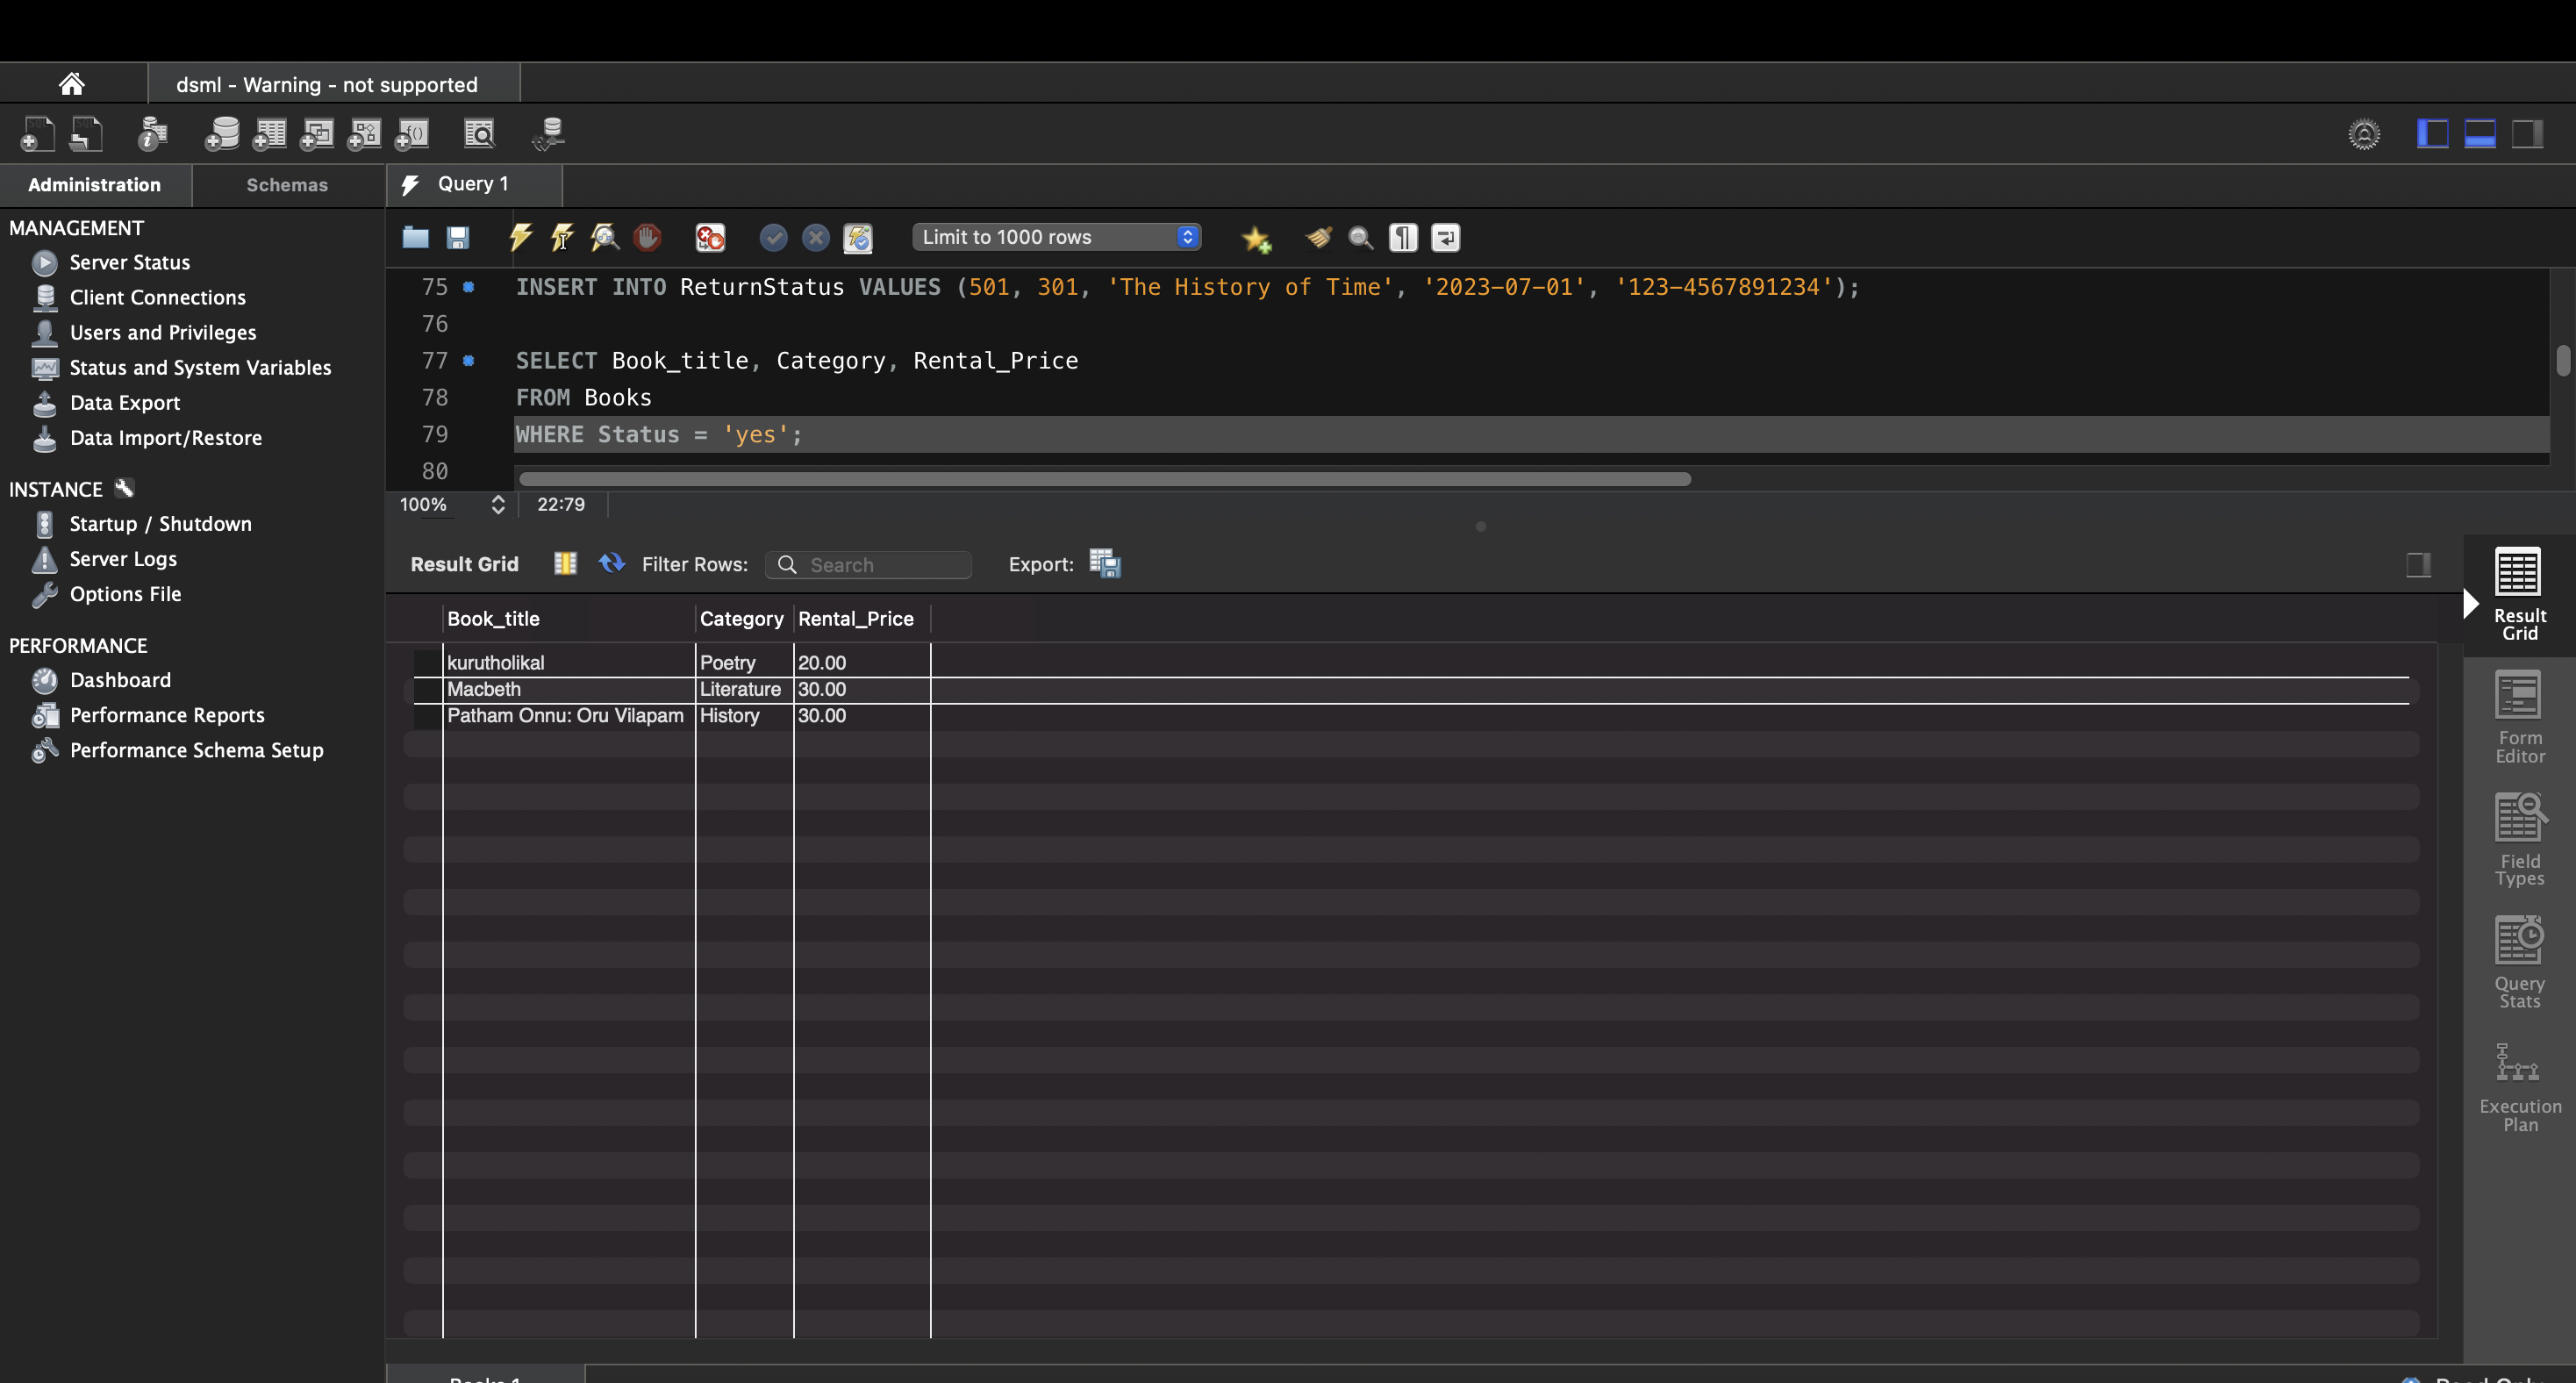 dsml - Warning - not supported
Administration
Schemas
Query 1
MANAGEMENT
Server Status
Client Connections
Users and Privileges
Status and System Variables
Data Export
Data Import/Restore
INSTANCE
Startup / Shutdown
Server Logs
Options File
PERFORMANCE
Dashboard
Performance Reports
Performance Schema Setup
Limit to 1000 rows
75 INSERT INTO ReturnStatus VALUES (501, 301, 'The History of Time', '2023-07-01', '123-4567891234');
76
77 SELECT Book_title, Category, Rental_Price
78 FROM Books
79 WHERE Status = 'yes';
80
100% 22:79
Result Grid Filter Rows: Search Export:
Book_title Category Rental_Price
kurutholikal Poetry 20.00
Macbeth Literature 30.00
Patham Onnu: Oru Vilapam History 30.00
Result
Grid
Form
Editor
Field
Types
Query
Stats
Execution
Plan